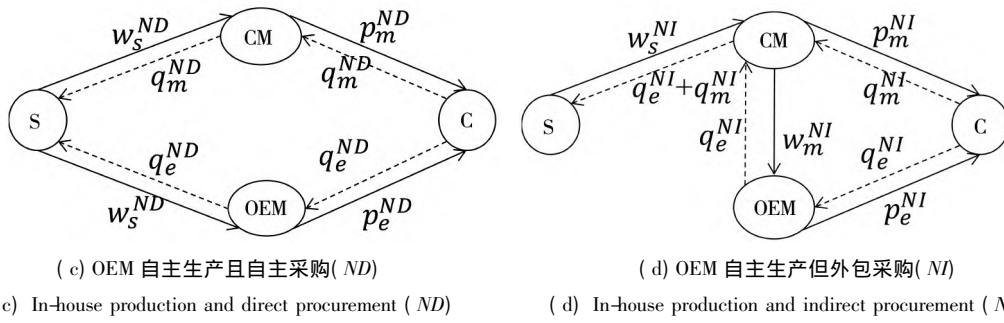 w_s^{ND}
CM
p_m^{ND}
q_m^{ND}
q_m^{ND}
S
C
q_e^{ND}
q_e^{ND}
w_s^{ND}
OEM
p_e^{ND}
( c) OEM 自主生产且自主采购( ND)
c) In-house production and direct procurement ( ND)
w_s^{NI}
CM
p_m^{NI}
q_e^{NI}+q_m^{NI}
q_m^{NI}
S
C
q_e^{NI}
w_m^{NI}
q_e^{NI}
OEM
p_e^{NI}
( d) OEM 自主生产但外包采购( NI)
(d) In-house production and indirect procurement (